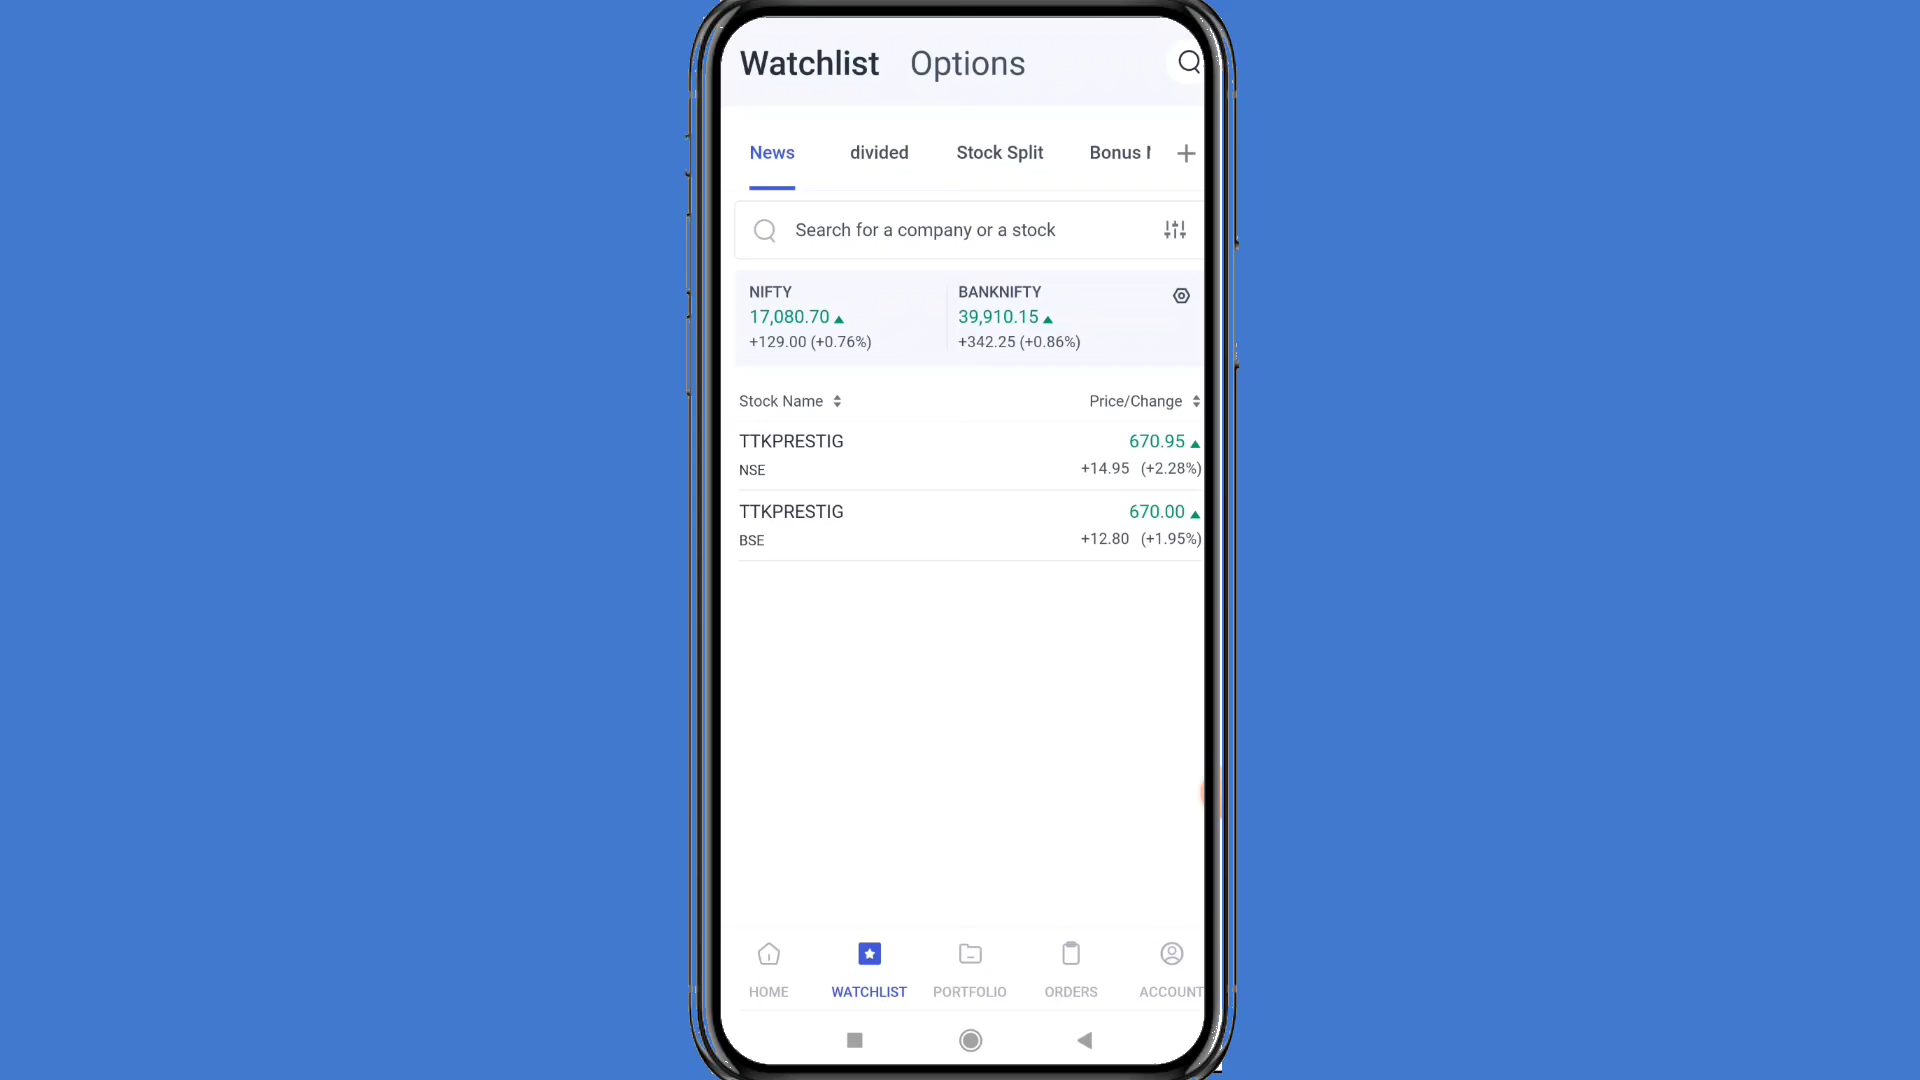 Watchlist Options
News divided Stock Split Bonus
Search for a company or a stock
NIFTY BANKNIFTY
17,080.70 39,910.15
+129.00 (+0.76%) +342.25 (+0.86%)
Stock Name Price/Change
TTKPRESTIG 670.95
NSE +14.95 (+2.28%)
TTKPRESTIG 670.00
BSE +12.80 (+1.95%)
HOME WATCHLIST PORTFOLIO ORDERS ACCOUNT